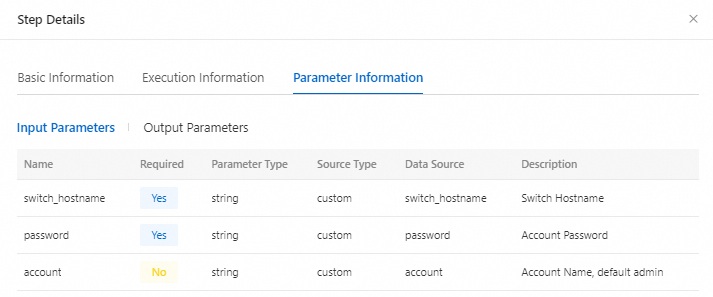 Step Details
Basic Information Execution Information Parameter Information
Input Parameters Output Parameters
Name Required Parameter Type Source Type Data Source Description
switch_hostname Yes string custom switch_hostname Switch Hostname
password Yes string custom password Account Password
account No string custom account Account Name, default admin